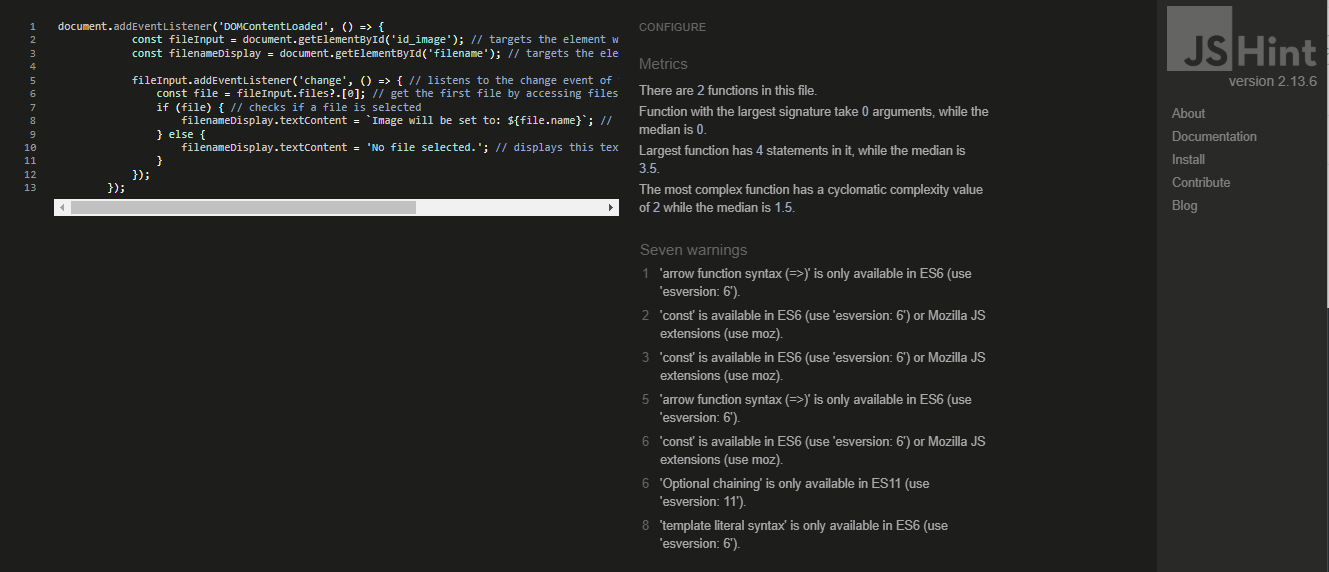 1 document.addEventListener('DOMContentLoaded', () => {
2 const fileInput = document.getElementById('id_image'); // targets the element w
3 const filenameDisplay = document.getElementById('filename'); // targets the ele
4
5 fileInput.addEventListener('change', () => { // listens to the change event of
6 const file = fileInput.files?.[0]; // get the first file by accessing files
7 if (file) { // checks if a file is selected
8 filenameDisplay.textContent = `Image will be set to: ${file.name}`; //
9 } else {
10 filenameDisplay.textContent = 'No file selected.'; // displays this tex
11 }
12 });
13 });
CONFIGURE
Metrics
There are 2 functions in this file.
Function with the largest signature take 0 arguments, while the
median is 0.
Largest function has 4 statements in it, while the median is
3.5.
The most complex function has a cyclomatic complexity value
of 2 while the median is 1.5.
Seven warnings
1 'arrow function syntax (=>)' is only available in ES6 (use
'esversion: 6').
2 'const' is available in ES6 (use 'esversion: 6') or Mozilla JS
extensions (use moz).
3 'const' is available in ES6 (use 'esversion: 6') or Mozilla JS
extensions (use moz).
5 'arrow function syntax (=>)' is only available in ES6 (use
'esversion: 6').
6 'const' is available in ES6 (use 'esversion: 6') or Mozilla JS
extensions (use moz).
6 'Optional chaining' is only available in ES11 (use
'esversion: 11').
8 'template literal syntax' is only available in ES6 (use
'esversion: 6').
JSHint
version 2.13.6
About
Documentation
Install
Contribute
Blog